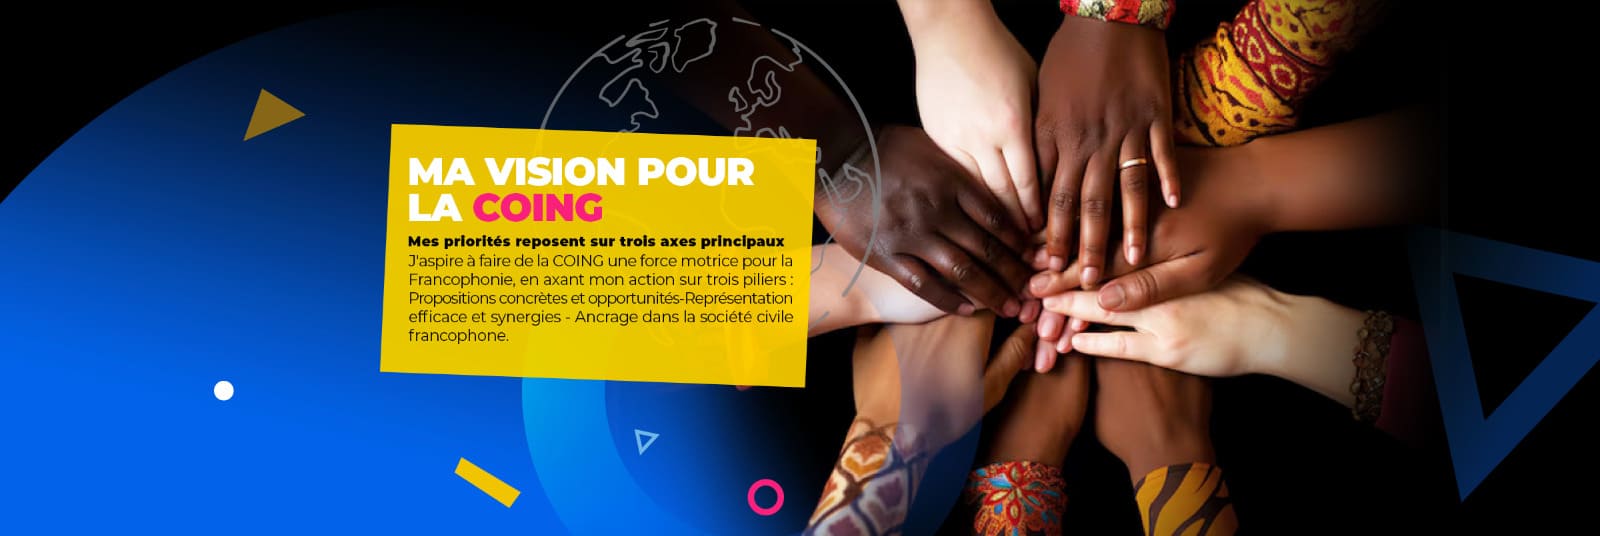 MA VISION POUR
LA COING
Mes priorités reposent sur trois axes principaux
J'aspire à faire de la COING une force motrice pour la
Francophonie, en axant mon action sur trois piliers :
Propositions concrètes et opportunités-Représentation
efficace et synergies - Ancrage dans la société civile
francophone.